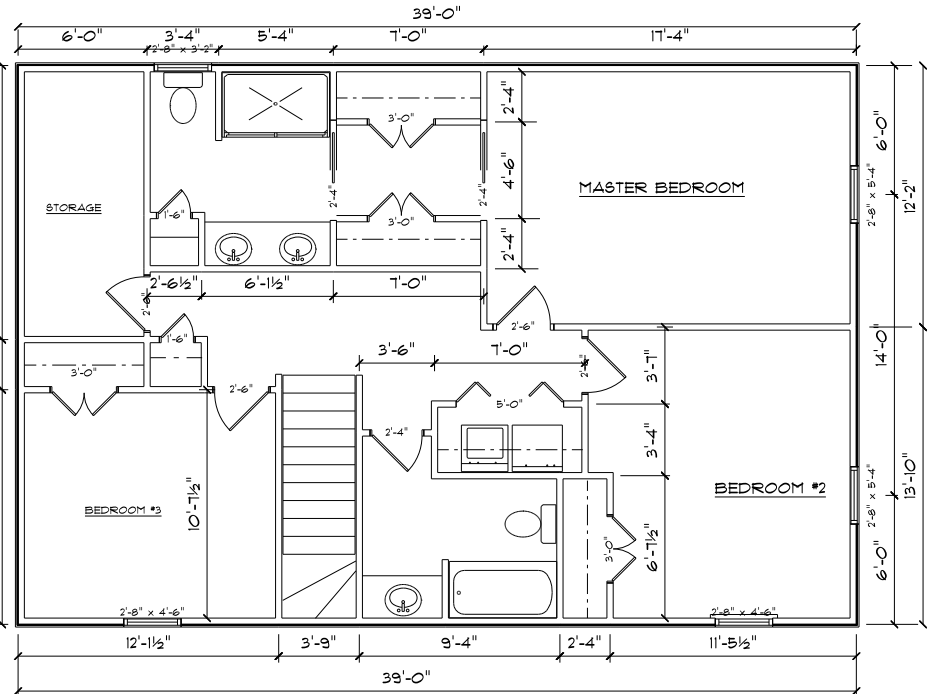 39'-0"
6'-0" 3'-4" 5'-4" 7'-0" 17'-4"
2'-8" x 3'-2"
2'-4"
3'-0"
6'-0"
4'-6"
2'-8" x 5'-4"
12'-2"
MASTER BEDROOM
STORAGE
2'-4"
2'-4"
1'-6"
3'-0"
2'-4"
2'-6½" 6'-1½" 7'-0"
2'-6"
2'-6"
1'-6"
3'-6" 7'-0"
2'-6"
3'-7"
14'-0"
3'-0"
2'-6"
5'-0"
2'-4"
3'-4"
BEDROOM #2
2'-8" x 5'-4"
13'-10"
BEDROOM #3
10'-7½"
3'-0"
6'-7½"
6'-0"
2'-8" x 4'-6"
2'-8" x 4'-6"
12'-1½" 3'-9" 9'-4" 2'-4" 11'-5½"
39'-0"